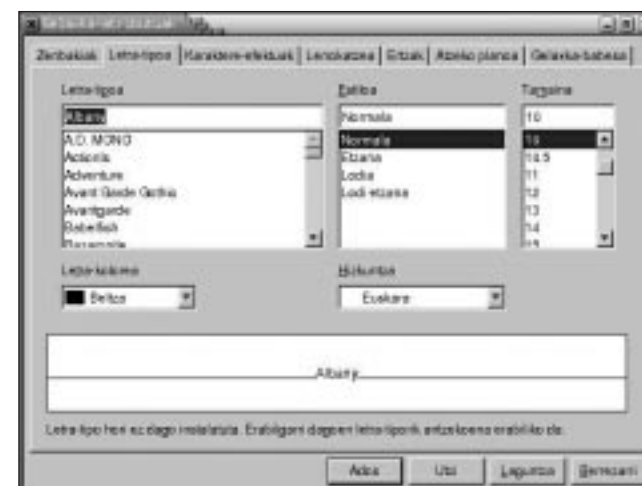 Zenbakiak Letra-tipoa Karaktere-efektuak Lerrokatzea Ertzak Atzeko planoa Gelaxka-babesa
Letra-tipoa Estiloa Tamaina
Albany Normala 10
A.D. MONO Normala 10
Actionis Etzana 10.5
Adventure Lodia 11
Avant Garde Gothic Lodi etzana 12
Avantgarde 13
Babelfish 14
15
Letra-kolorea Hizkuntza
Beltza Euskara
Albany
Letra-tipo hori ez dago instalatuta. Erabilgarri dagoen letra-tiporik antzekoena erabiliko da.
Ados Utzi Laguntza Berrezarri